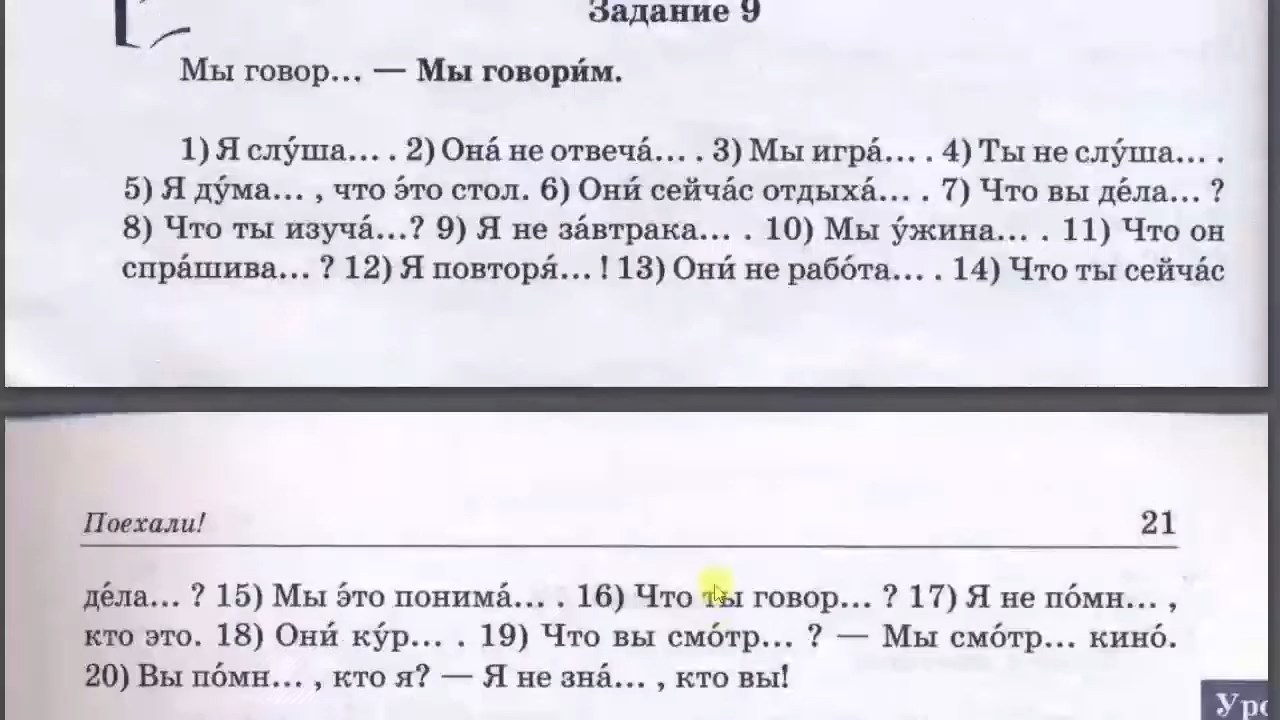 Задание 9
Мы говор... — Мы говори́м.
1) Я слу́ша... . 2) Она́ не отвеча́... . 3) Мы игра́... . 4) Ты не слу́ша... .
5) Я ду́ма... , что э́то стол. 6) Они́ сейча́с отдыха́... . 7) Что вы де́ла... ?
8) Что ты изуча́...? 9) Я не за́втрака... . 10) Мы у́жина... . 11) Что он
спра́шива... ? 12) Я повторя́... ! 13) Они́ не рабо́та... . 14) Что ты сейча́с
Поехали!
21
де́ла... ? 15) Мы э́то понима́... . 16) Что ты говор... ? 17) Я не по́мн... ,
кто это. 18) Они́ ку́р... . 19) Что вы смо́тр... ? — Мы смо́тр... кино́.
20) Вы по́мн... , кто я? — Я не зна́... , кто вы!